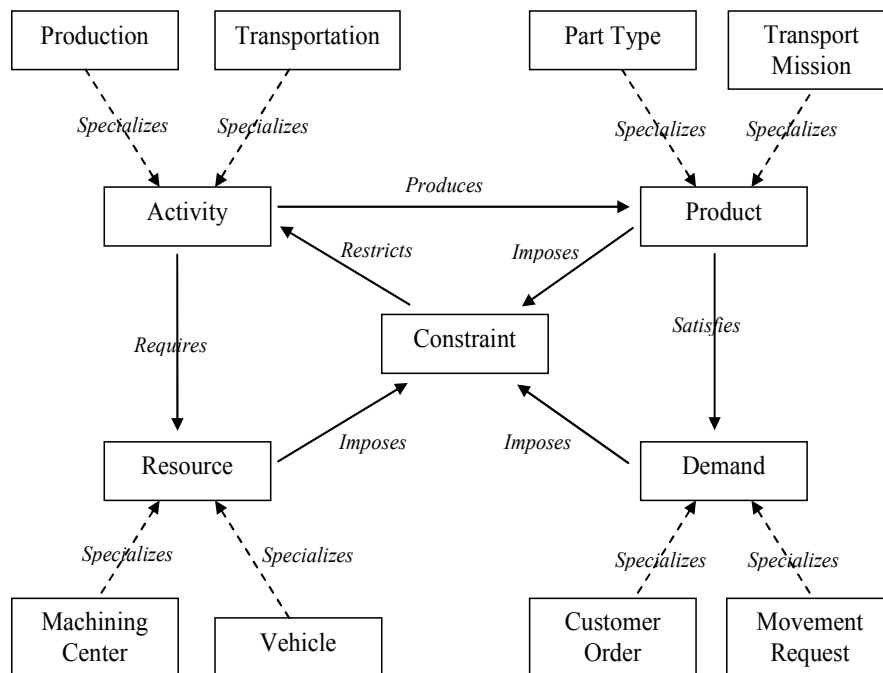 Production
Transportation
Part Type
Transport
Mission
Specializes
Specializes
Specializes
Specializes
Activity
Produces
Product
Restricts
Imposes
Requires
Constraint
Satisfies
Resource
Imposes
Imposes
Demand
Specializes
Specializes
Specializes
Specializes
Machining
Center
Vehicle
Customer
Order
Movement
Request